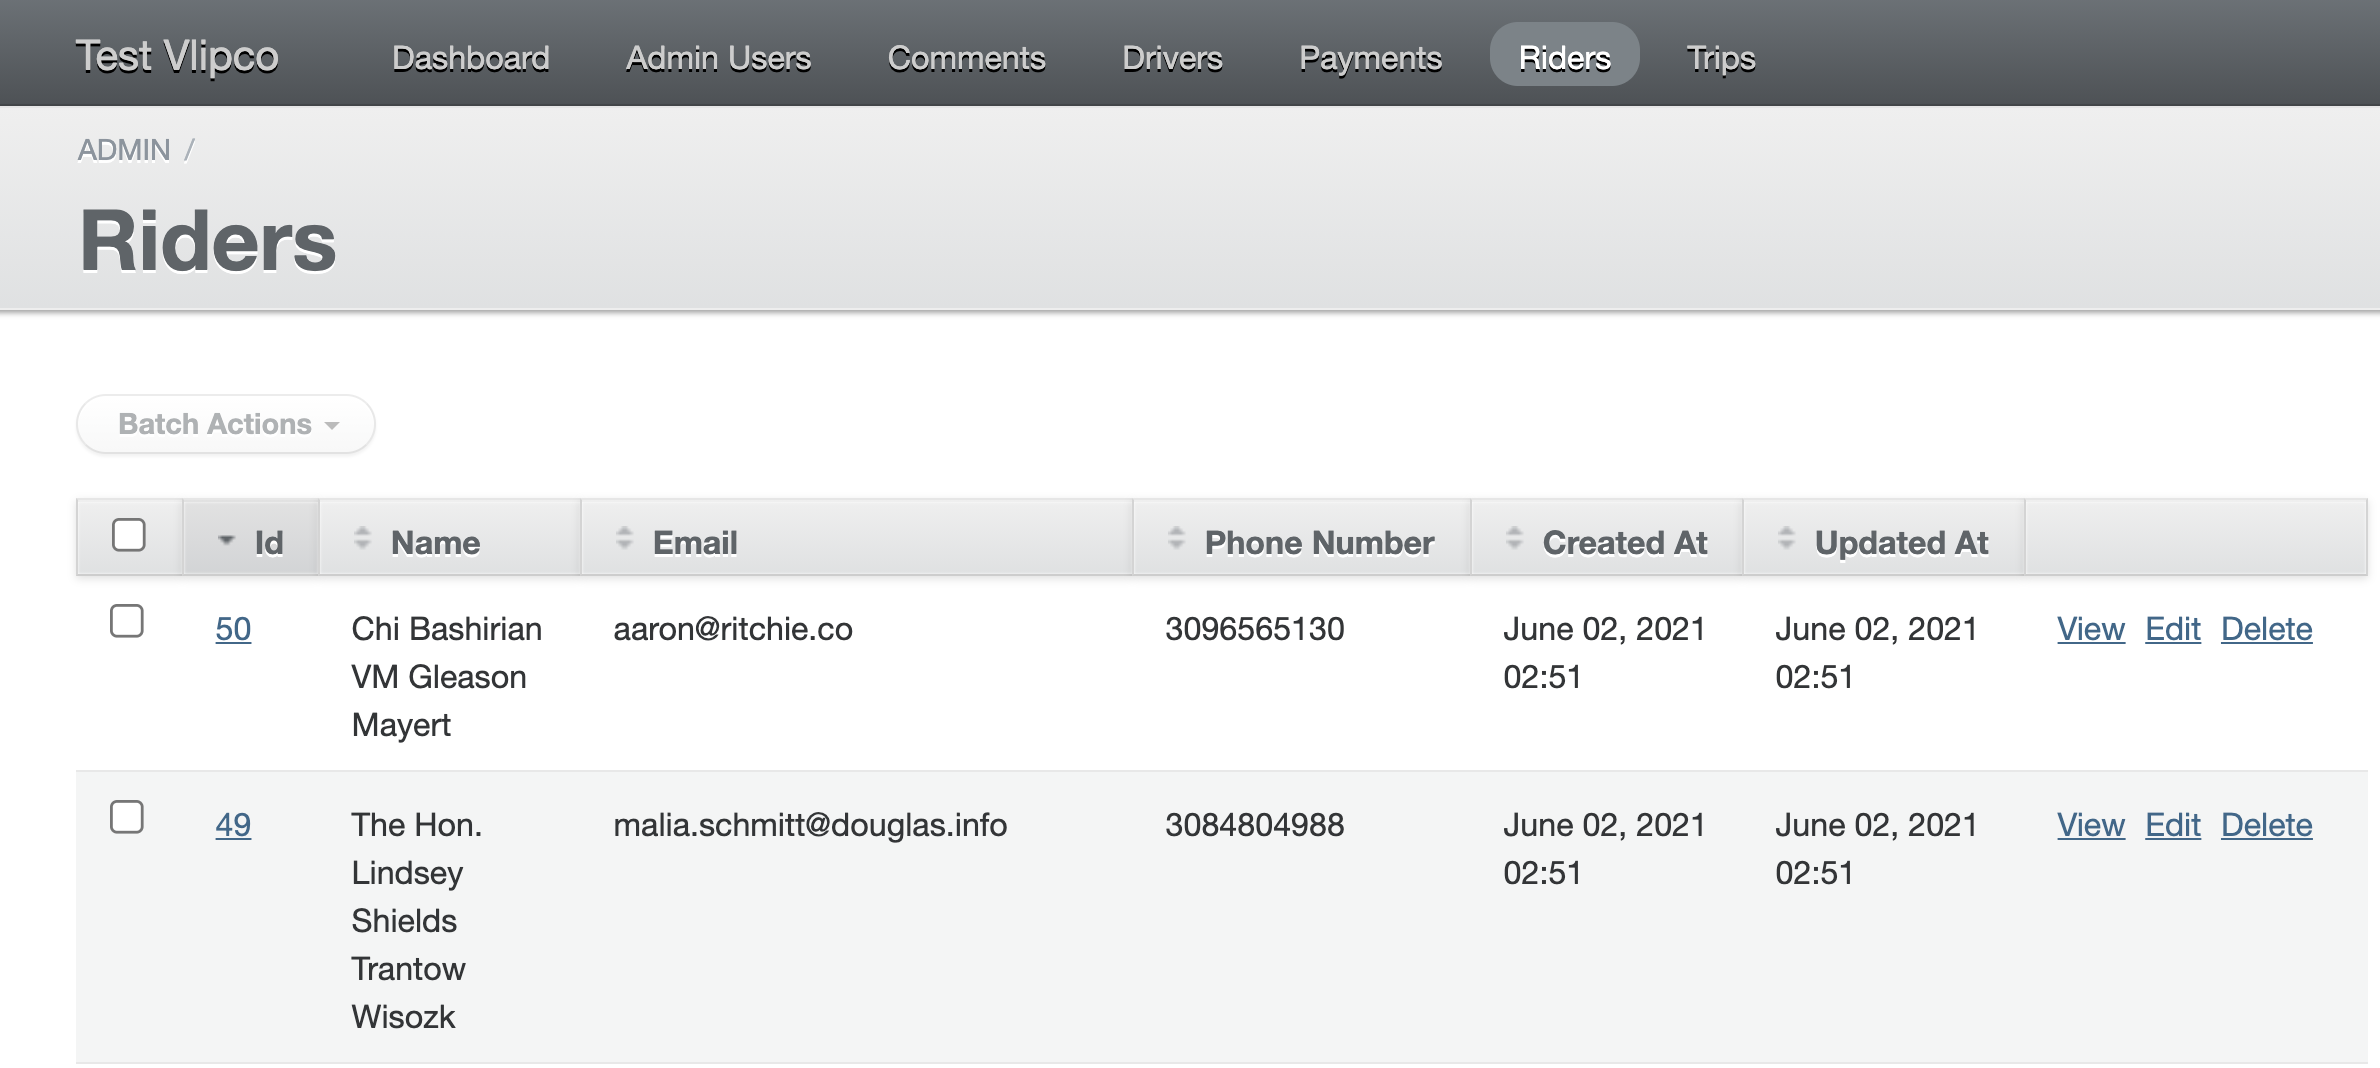 Test Vlipco Dashboard Admin Users Comments Drivers Payments Riders Trips
ADMIN /
Riders
Batch Actions
Id Name Email Phone Number Created At Updated At
50 Chi Bashirian aaron@ritchie.co 3096565130 June 02, 2021 June 02, 2021 View Edit Delete
VM Gleason 02:51 02:51
Mayert
49 The Hon. malia.schmitt@douglas.info 3084804988 June 02, 2021 June 02, 2021 View Edit Delete
Lindsey 02:51 02:51
Shields
Trantow
Wisozk